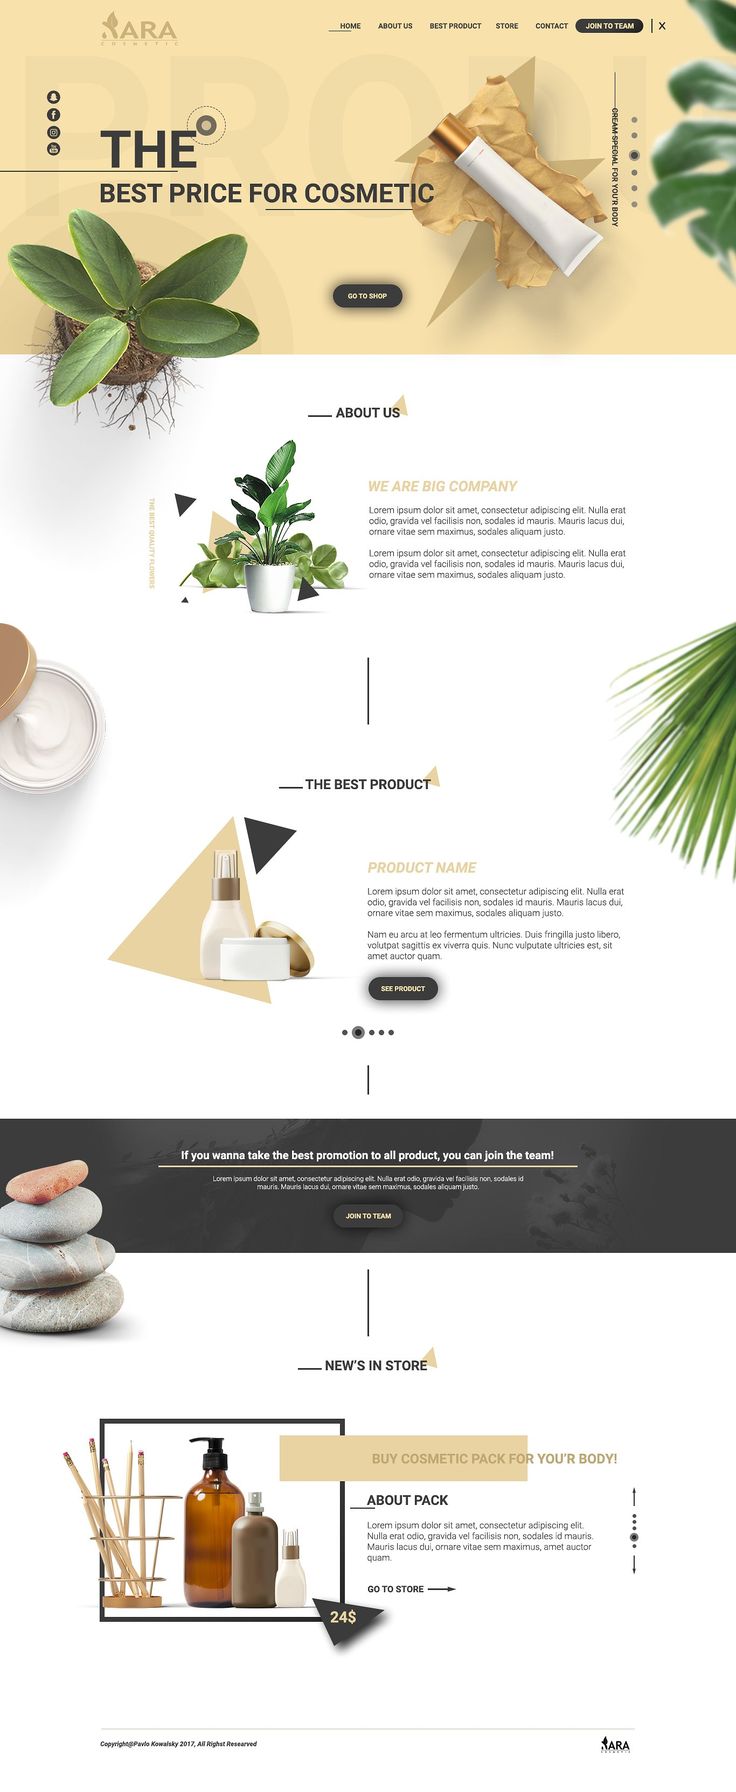 XARA
COSMETIC
HOME
ABOUT US
BEST PRODUCT
STORE
CONTACT
JOIN TO TEAM
X
PRODU
THE
BEST PRICE FOR COSMETIC
CREAM SPECIAL FOR YOU'R BODY
GO TO SHOP
ABOUT US
THE BEST QUALITY FLOWERS
WE ARE BIG COMPANY
Lorem ipsum dolor sit amet, consectetur adipiscing elit. Nulla erat
odio, gravida vel facilisis non, sodales id mauris. Mauris lacus dui,
ornare vitae sem maximus, sodales aliquam justo.
Lorem ipsum dolor sit amet, consectetur adipiscing elit. Nulla erat
odio, gravida vel facilisis non, sodales id mauris. Mauris lacus dui,
ornare vitae sem maximus, sodales aliquam justo.
THE BEST PRODUCT
PRODUCT NAME
Lorem ipsum dolor sit amet, consectetur adipiscing elit. Nulla erat
odio, gravida vel facilisis non, sodales id mauris. Mauris lacus dui,
ornare vitae sem maximus, sodales aliquam justo.
Nam eu arcu at leo fermentum ultricies. Duis fringilla justo libero,
volutpat sagittis ex viverra quis. Nunc vulputate ultricies est, sit
amet auctor quam.
SEE PRODUCT
If you wanna take the best promotion to all product, you can join the team!
Lorem ipsum dolor sit amet, consectetur adipiscing elit. Nulla erat odio, gravida vel facilisis non, sodales id
mauris. Mauris lacus dui, ornare vitae sem maximus, sodales aliquam justo.
JOIN TO TEAM
NEW'S IN STORE
BUY COSMETIC PACK FOR YOU'R BODY!
ABOUT PACK
Lorem ipsum dolor sit amet, consectetur adipiscing elit.
Nulla erat odio, gravida vel facilisis non, sodales id mauris.
Mauris lacus dui, ornare vitae sem maximus, amet auctor
quam.
GO TO STORE
24$
Copyright@Pavlo Kowalsky 2017, All Righst Researved
XARA
COSMETIC